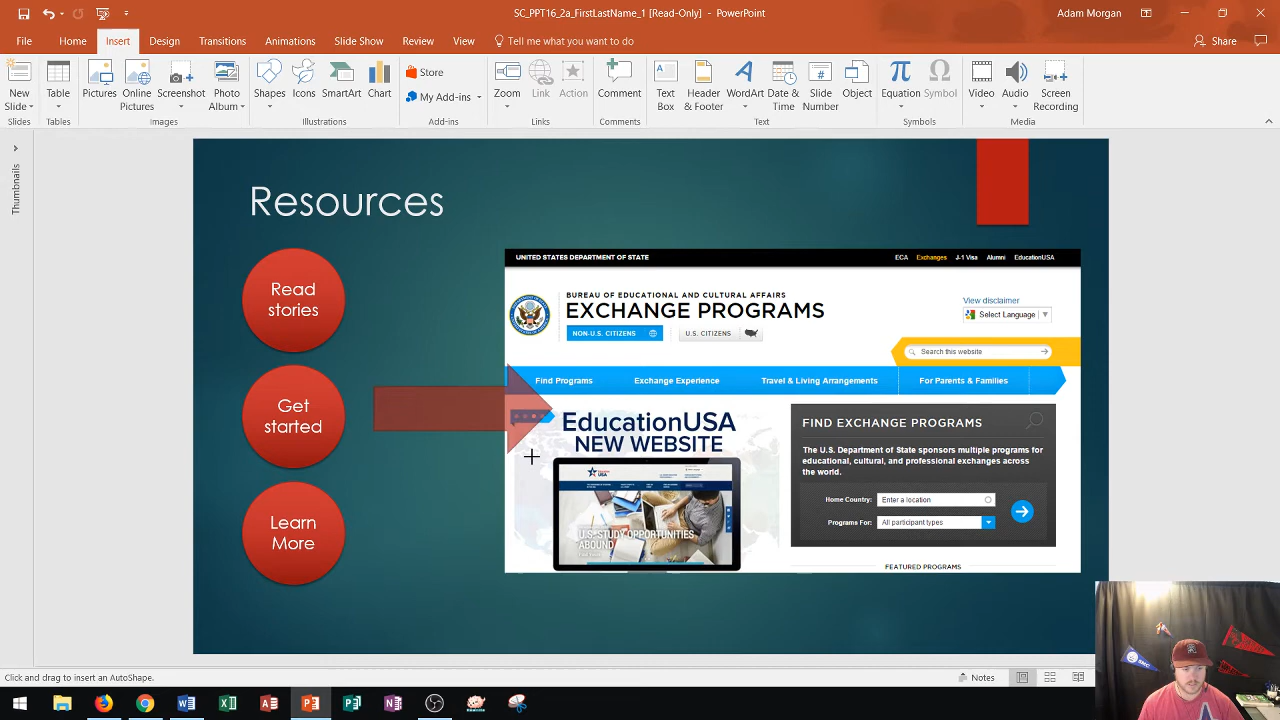 SC_PPT16_2a_FirstLastNames_1 [Read-Only] - PowerPoint
Adam Morgan
File Home Insert Design Transitions Animations Slide Show Review View Tell me what you want to do Share
New Slide Table Pictures Online Pictures Screenshot Photo Album Shapes Icons SmartArt Chart Store My Add-ins Zoom Link Action Comment Text Box Header & Footer WordArt Date & Time Slide Number Object Equation Symbol Video Audio Screen Recording
Slides Tables Images Illustrations Add-ins Links Comments Text Symbols Media
Thumbnails
Resources
Read stories
Get started
Learn More
UNITED STATES DEPARTMENT OF STATE
ECA Exchanges J-1 Visa Alumni EducationUSA
BUREAU OF EDUCATIONAL AND CULTURAL AFFAIRS
EXCHANGE PROGRAMS
View disclaimer
Select Language
NON-U.S. CITIZENS U.S. CITIZENS
Search this website
Find Programs Exchange Experience Travel & Living Arrangements For Parents & Families
EducationUSA
NEW WEBSITE
U.S. STUDY OPPORTUNITIES
ABOUND
FIND EXCHANGE PROGRAMS
The U.S. Department of State sponsors multiple programs for
educational, cultural, and professional exchanges across
the world.
Home Country: Enter a location
Programs For: All participant types
FEATURED PROGRAMS
Click and drag to insert an AutoShape.
Notes